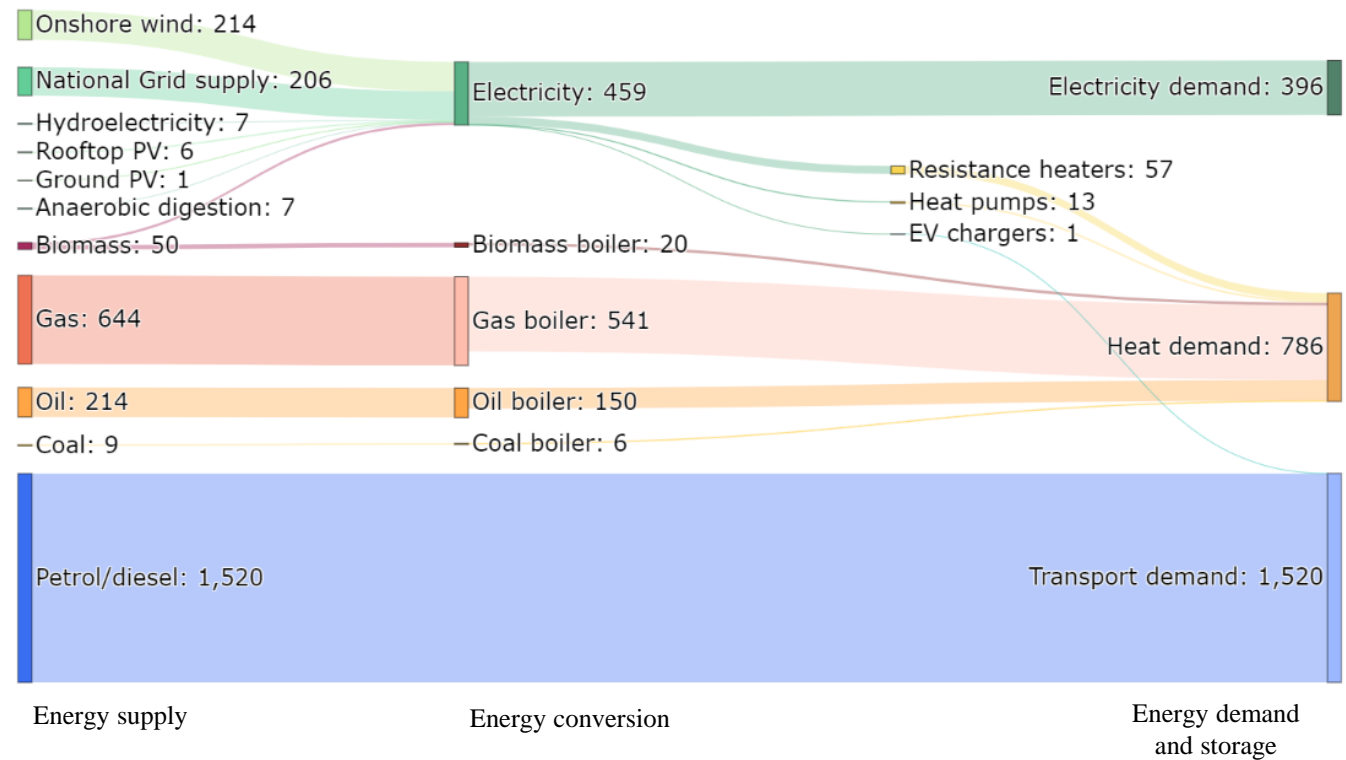 Onshore wind: 214
National Grid supply: 206
Hydroelectricity: 7
Rooftop PV: 6
Ground PV: 1
Anaerobic digestion: 7
Biomass: 50
Gas: 644
Oil: 214
Coal: 9
Petrol/diesel: 1,520
Electricity: 459
Biomass boiler: 20
Gas boiler: 541
Oil boiler: 150
Coal boiler: 6
Resistance heaters: 57
Heat pumps: 13
EV chargers: 1
Electricity demand: 396
Heat demand: 786
Transport demand: 1,520
Energy supply
Energy conversion
Energy demand
and storage